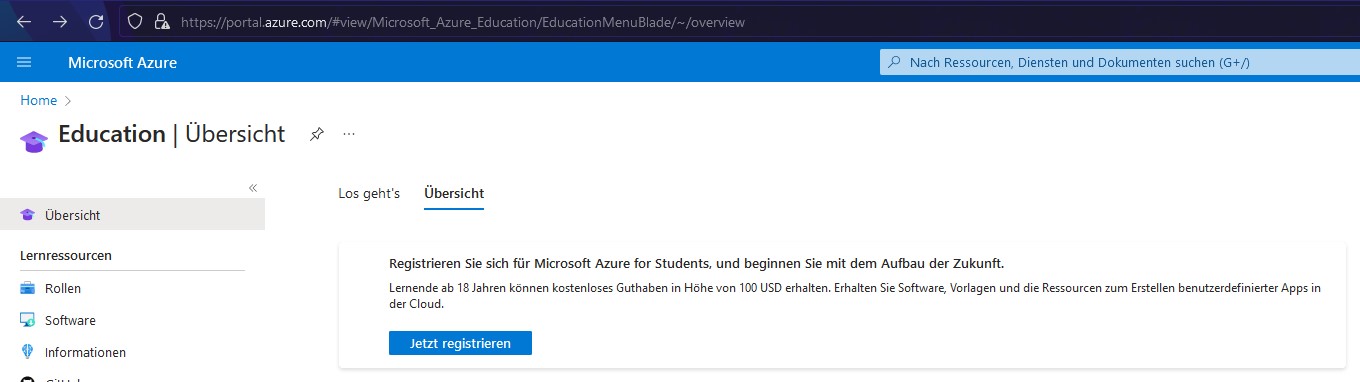 https://portal.azure.com/#view/Microsoft_Azure_Education/EducationMenuBlade/~/overview
Microsoft Azure
Nach Ressourcen, Diensten und Dokumenten suchen (G+/)
Home
Education | Übersicht
Los geht's
Übersicht
Übersicht
Lernressourcen
Rollen
Software
Informationen
Registrieren Sie sich für Microsoft Azure for Students, und beginnen Sie mit dem Aufbau der Zukunft.
Lernende ab 18 Jahren können kostenloses Guthaben in Höhe von 100 USD erhalten. Erhalten Sie Software, Vorlagen und die Ressourcen zum Erstellen benutzerdefinierter Apps in
der Cloud.
Jetzt registrieren